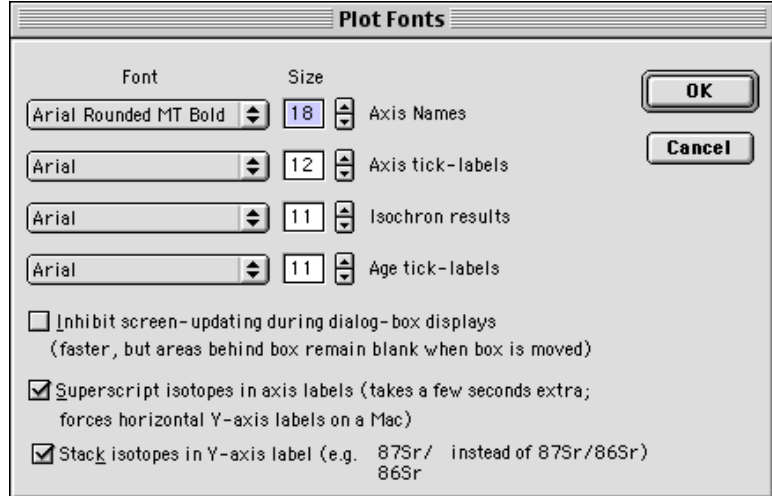 Plot Fonts
Font Size
Arial Rounded MT Bold 18 Axis Names
OK
Arial 12 Axis tick-labels
Cancel
Arial 11 Isochron results
Arial 11 Age tick-labels
Inhibit screen-updating during dialog-box displays
(faster, but areas behind box remain blank when box is moved)
Superscript isotopes in axis labels (takes a few seconds extra;
forces horizontal Y-axis labels on a Mac)
Stack isotopes in Y-axis label (e.g. 87Sr/ instead of 87Sr/86Sr)
86Sr